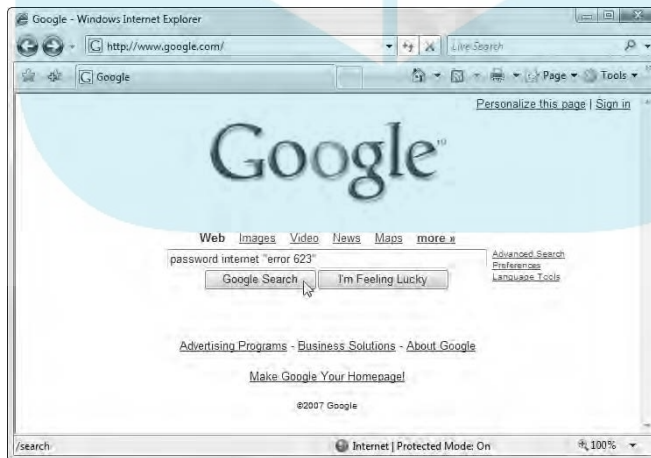 Google - Windows Internet Explorer
http://www.google.com/ Live Search
Google Page Tools
Personalize this page | Sign in
Google
Web Images Video News Maps more »
password internet "error 623"
Advanced Search
Preferences
Language Tools
Google Search I'm Feeling Lucky
Advertising Programs - Business Solutions - About Google
Make Google Your Homepage!
©2007 Google
/search Internet | Protected Mode: On 100%